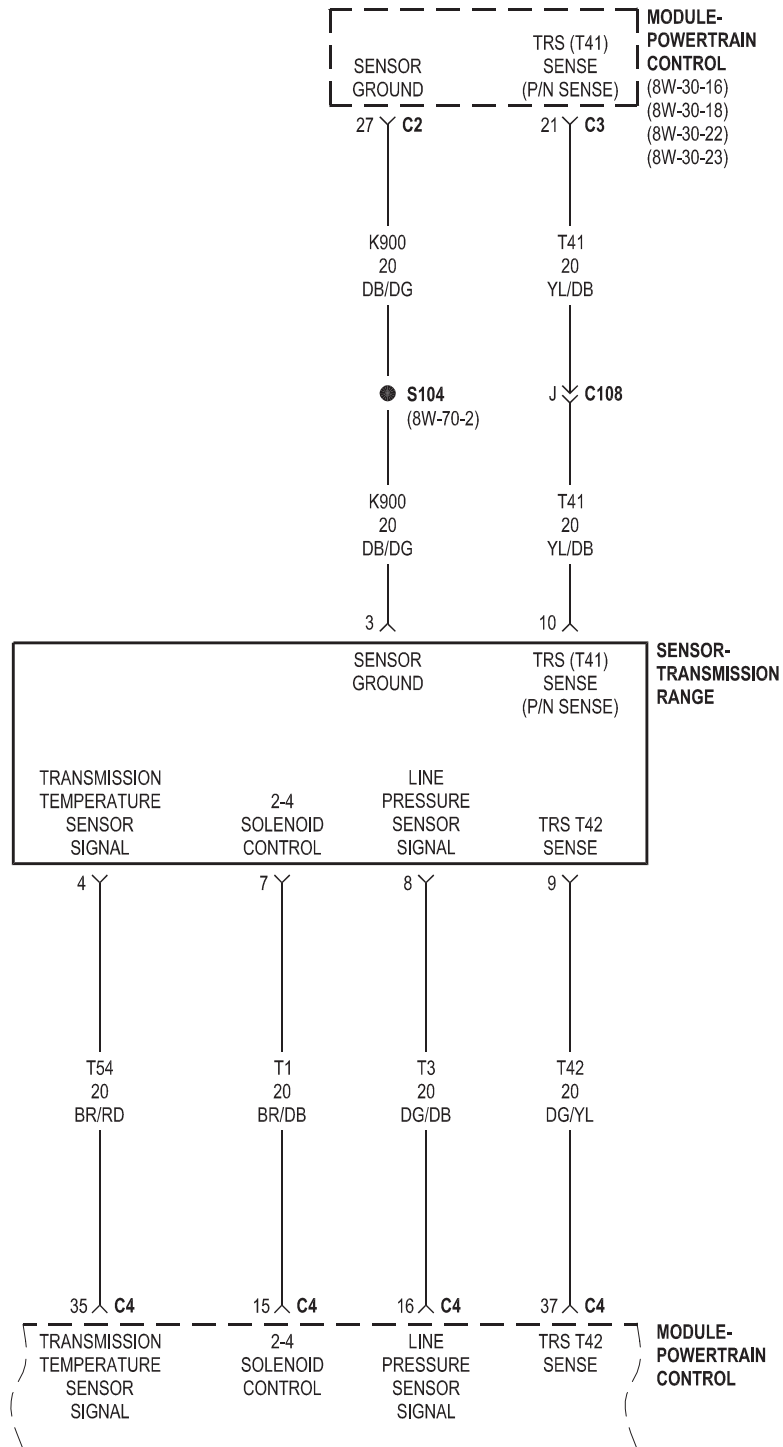 MODULE-
POWERTRAIN
CONTROL
(8W-30-16)
(8W-30-18)
(8W-30-22)
(8W-30-23)
SENSOR
GROUND
TRS (T41)
SENSE
(P/N SENSE)
27 C2
21 C3
K900
20
DB/DG
T41
20
YL/DB
S104
(8W-70-2)
J C108
K900
20
DB/DG
T41
20
YL/DB
3
10
SENSOR-
TRANSMISSION
RANGE
SENSOR
GROUND
TRS (T41)
SENSE
(P/N SENSE)
TRANSMISSION
TEMPERATURE
SENSOR
SIGNAL
2-4
SOLENOID
CONTROL
LINE
PRESSURE
SENSOR
SIGNAL
TRS T42
SENSE
4
7
8
9
T54
20
BR/RD
T1
20
BR/DB
T3
20
DG/DB
T42
20
DG/YL
35 C4
15 C4
16 C4
37 C4
TRANSMISSION
TEMPERATURE
SENSOR
SIGNAL
2-4
SOLENOID
CONTROL
LINE
PRESSURE
SENSOR
SIGNAL
TRS T42
SENSE
MODULE-
POWERTRAIN
CONTROL